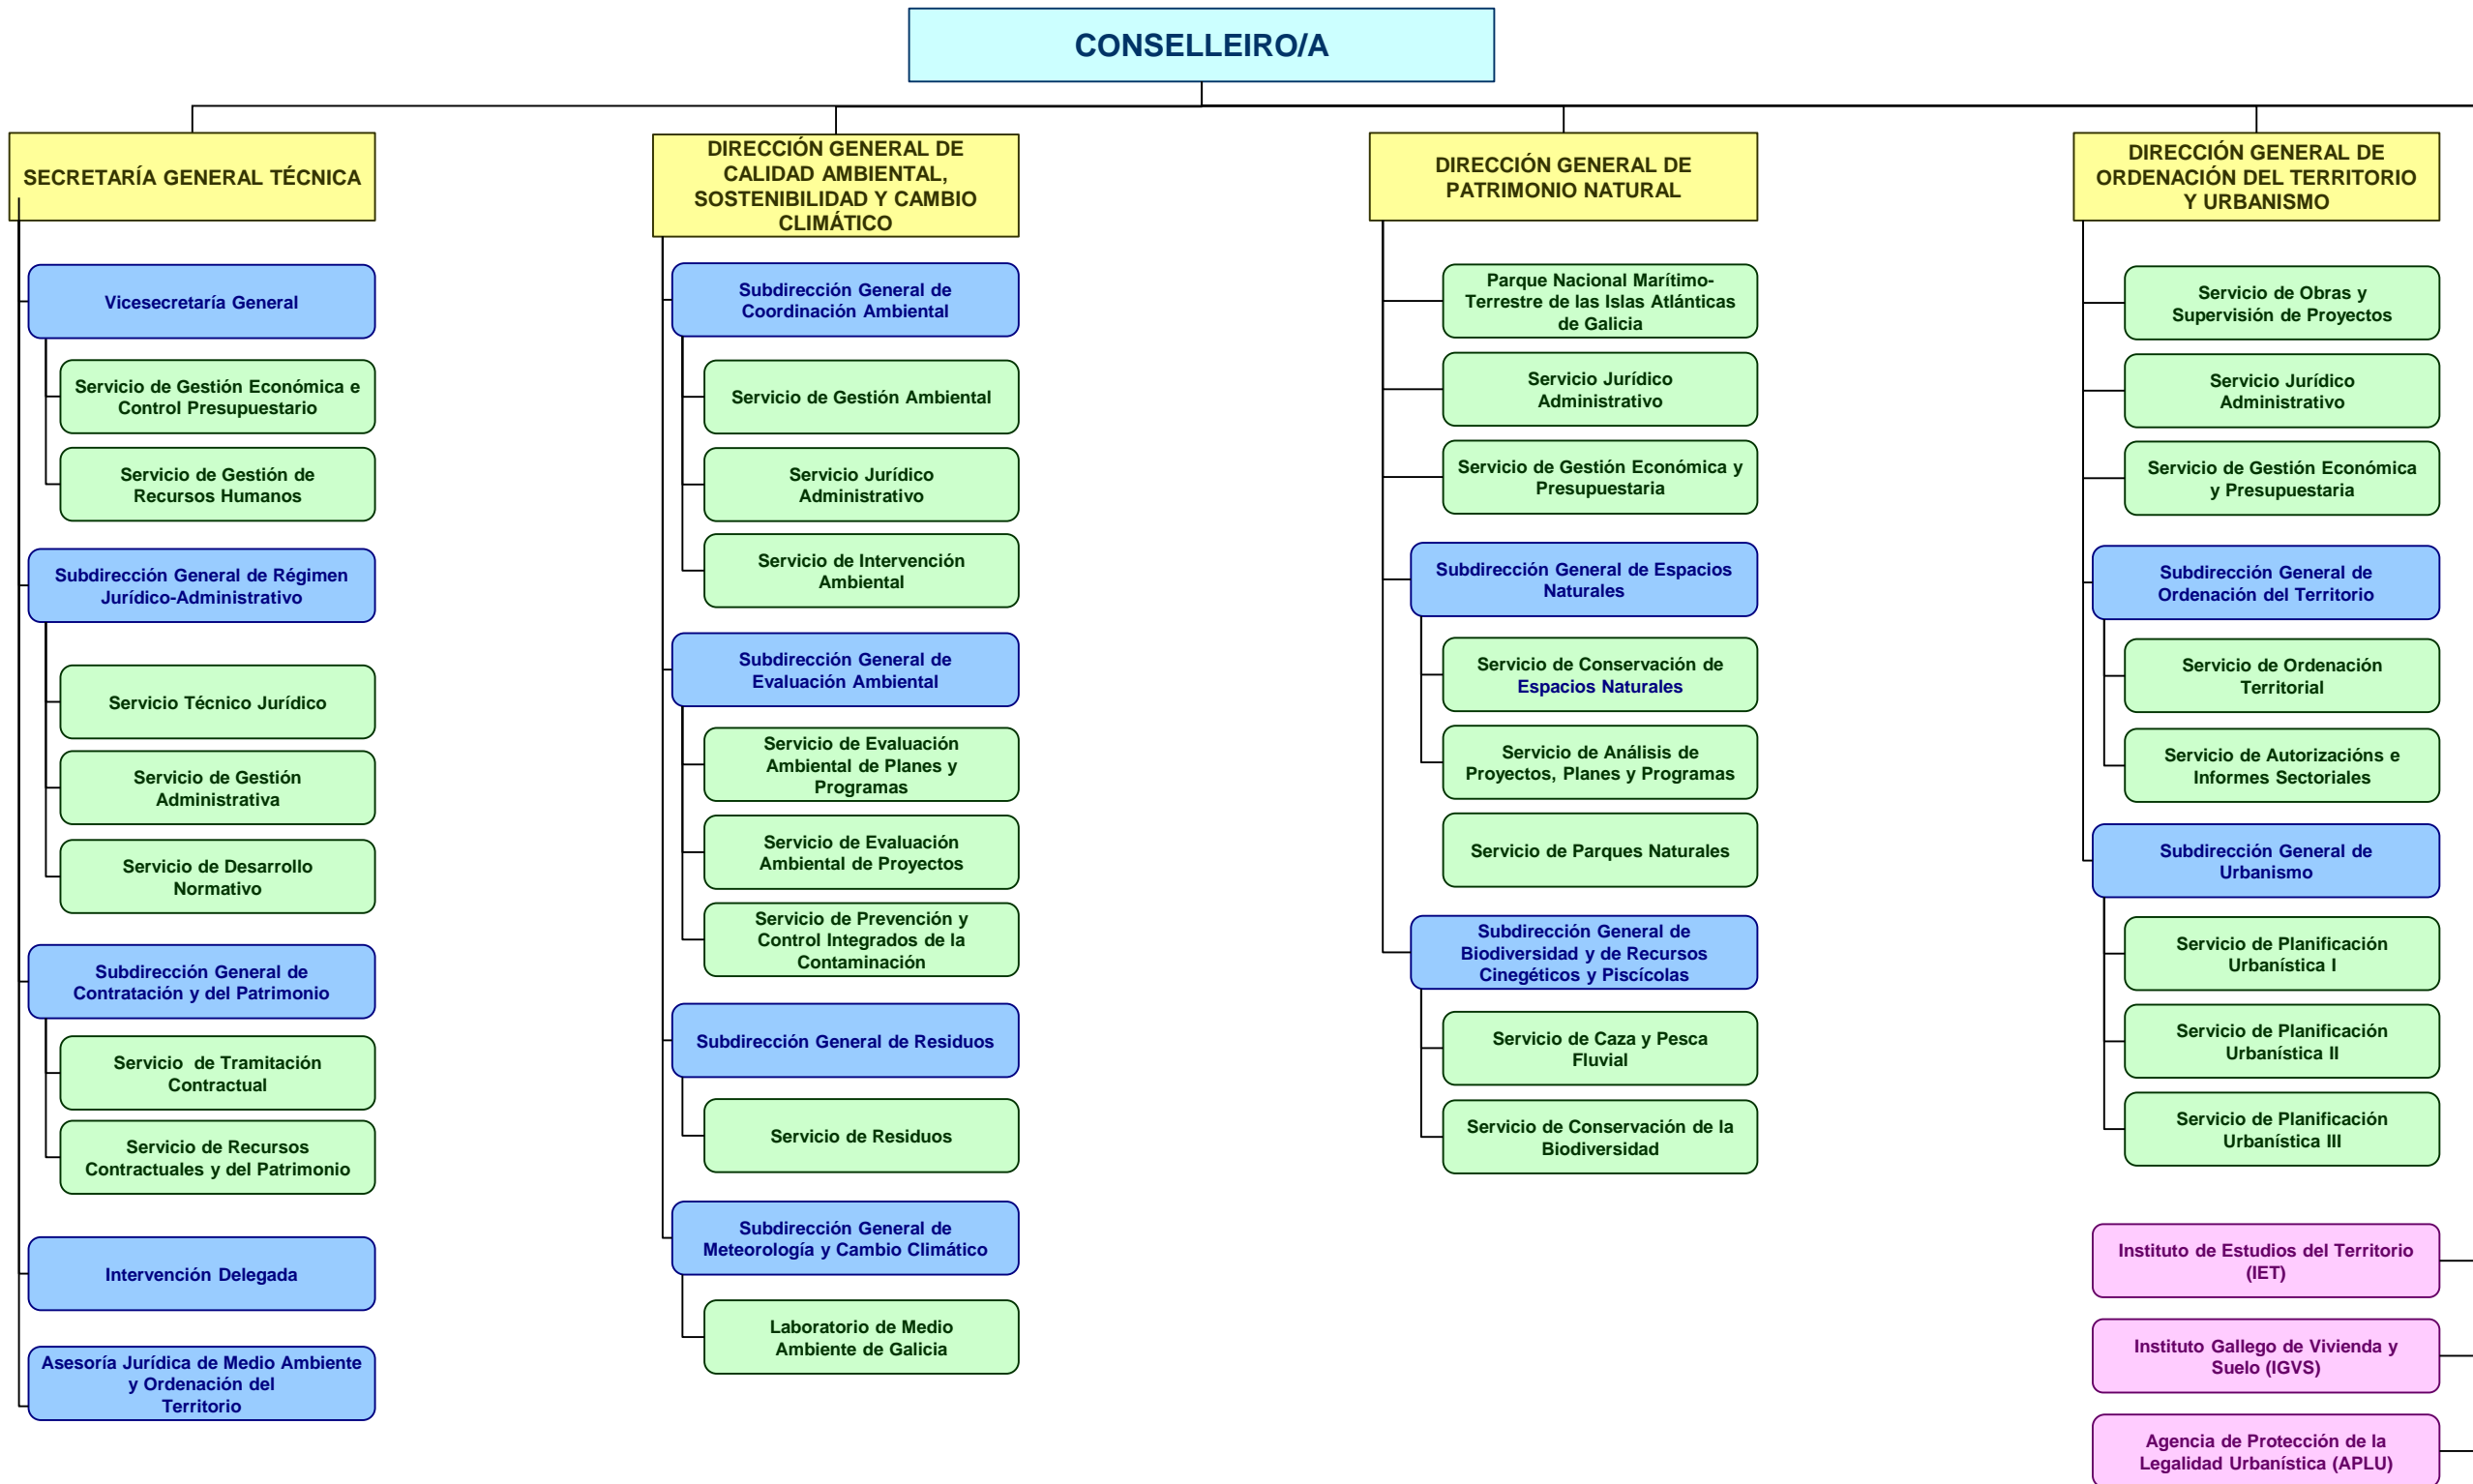 CONSELLEIRO/A
SECRETARÍA GENERAL TÉCNICA
Vicesecretaría General
Servicio de Gestión Económica e
Control Presupuestario
Servicio de Gestión de
Recursos Humanos
Subdirección General de Régimen
Jurídico-Administrativo
Servicio Técnico Jurídico
Servicio de Gestión
Administrativa
Servicio de Desarrollo
Normativo
Subdirección General de
Contratación y del Patrimonio
Servicio de Tramitación
Contractual
Servicio de Recursos
Contractuales y del Patrimonio
Intervención Delegada
Asesoría Jurídica de Medio Ambiente
y Ordenación del
Territorio
DIRECCIÓN GENERAL DE
CALIDAD AMBIENTAL,
SOSTENIBILIDAD Y CAMBIO
CLIMÁTICO
Subdirección General de
Coordinación Ambiental
Servicio de Gestión Ambiental
Servicio Jurídico
Administrativo
Servicio de Intervención
Ambiental
Subdirección General de
Evaluación Ambiental
Servicio de Evaluación
Ambiental de Planes y
Programas
Servicio de Evaluación
Ambiental de Proyectos
Servicio de Prevención y
Control Integrados de la
Contaminación
Subdirección General de Residuos
Servicio de Residuos
Subdirección General de
Meteorología y Cambio Climático
Laboratorio de Medio
Ambiente de Galicia
DIRECCIÓN GENERAL DE
PATRIMONIO NATURAL
Parque Nacional Marítimo-
Terrestre de las Islas Atlánticas
de Galicia
Servicio Jurídico
Administrativo
Servicio de Gestión Económica y
Presupuestaria
Subdirección General de Espacios
Naturales
Servicio de Conservación de
Espacios Naturales
Servicio de Análisis de
Proyectos, Planes y Programas
Servicio de Parques Naturales
Subdirección General de
Biodiversidad y de Recursos
Cinegéticos y Piscícolas
Servicio de Caza y Pesca
Fluvial
Servicio de Conservación de la
Biodiversidad
DIRECCIÓN GENERAL DE
ORDENACIÓN DEL TERRITORIO
Y URBANISMO
Servicio de Obras y
Supervisión de Proyectos
Servicio Jurídico
Administrativo
Servicio de Gestión Económica
y Presupuestaria
Subdirección General de
Ordenación del Territorio
Servicio de Ordenación
Territorial
Servicio de Autorizacións e
Informes Sectoriales
Subdirección General de
Urbanismo
Servicio de Planificación
Urbanística I
Servicio de Planificación
Urbanística II
Servicio de Planificación
Urbanística III
Instituto de Estudios del Territorio
(IET)
Instituto Gallego de Vivienda y
Suelo (IGVS)
Agencia de Protección de la
Legalidad Urbanística (APLU)